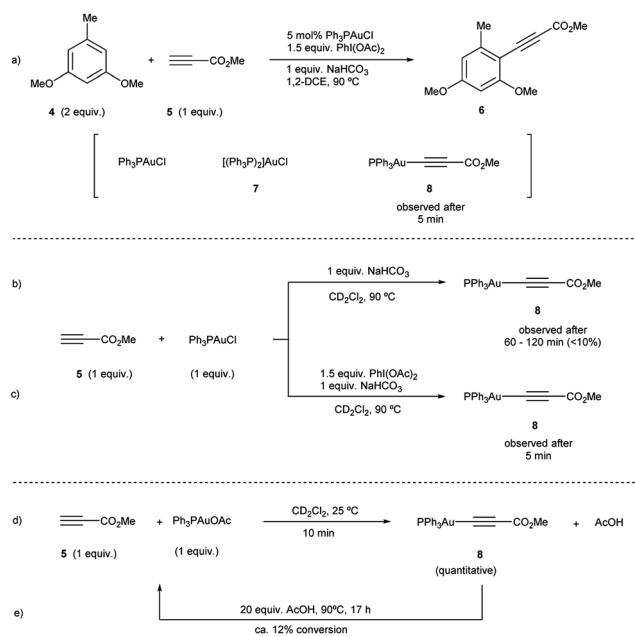 a)
Me
MeO
OMe
4 (2 equiv.)
+
CO2Me
5 (1 equiv.)
5 mol% Ph3PAuCl
1.5 equiv. PhI(OAc)2
1 equiv. NaHCO3
1,2-DCE, 90 ºC
Me
CO2Me
MeO
OMe
6
Ph3PAuCl
[(Ph3P)2]AuCl
7
PPh3Au
CO2Me
8
observed after
5 min
b)
1 equiv. NaHCO3
CD2Cl2, 90 ºC
PPh3Au
CO2Me
8
observed after
60 - 120 min (<10%)
CO2Me
5 (1 equiv.)
+
Ph3PAuCl
(1 equiv.)
c)
1.5 equiv. PhI(OAc)2
1 equiv. NaHCO3
CD2Cl2, 90 ºC
PPh3Au
CO2Me
8
observed after
5 min
d)
CO2Me
5 (1 equiv.)
+ Ph3PAuOAc
(1 equiv.)
CD2Cl2, 25 ºC
10 min
PPh3Au
CO2Me
8
(quantitative)
+ AcOH
e)
20 equiv. AcOH, 90ºC, 17 h
ca. 12% conversion